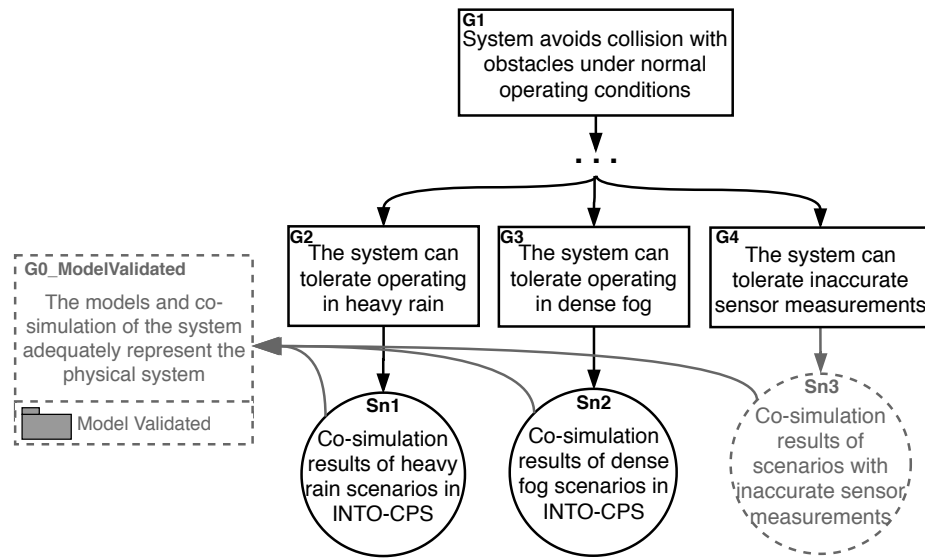 G1
System avoids collision with
obstacles under normal
operating conditions
. . .
G2
The system can
tolerate operating
in heavy rain
G3
The system can
tolerate operating
in dense fog
G4
The system can
tolerate inaccurate
sensor measurements
G0_ModelValidated
The models and co-
simulation of the system
adequately represent the
physical system
Model Validated
Sn1
Co-simulation
results of heavy
rain scenarios in
INTO-CPS
Sn2
Co-simulation
results of dense
fog scenarios in
INTO-CPS
Sn3
Co-simulation
results of
scenarios with
inaccurate sensor
measurements